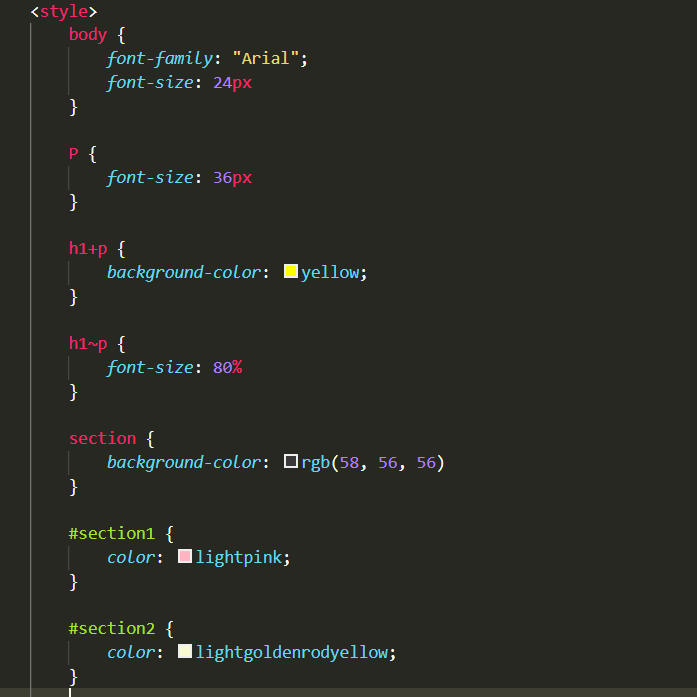 <style>
body {
font-family: "Arial";
font-size: 24px
}
P {
font-size: 36px
}
h1+p {
background-color: yellow;
}
h1~p {
font-size: 80%
}
section {
background-color: rgb(58, 56, 56)
}
#section1 {
color: lightpink;
}
#section2 {
color: lightgoldenrodyellow;
}